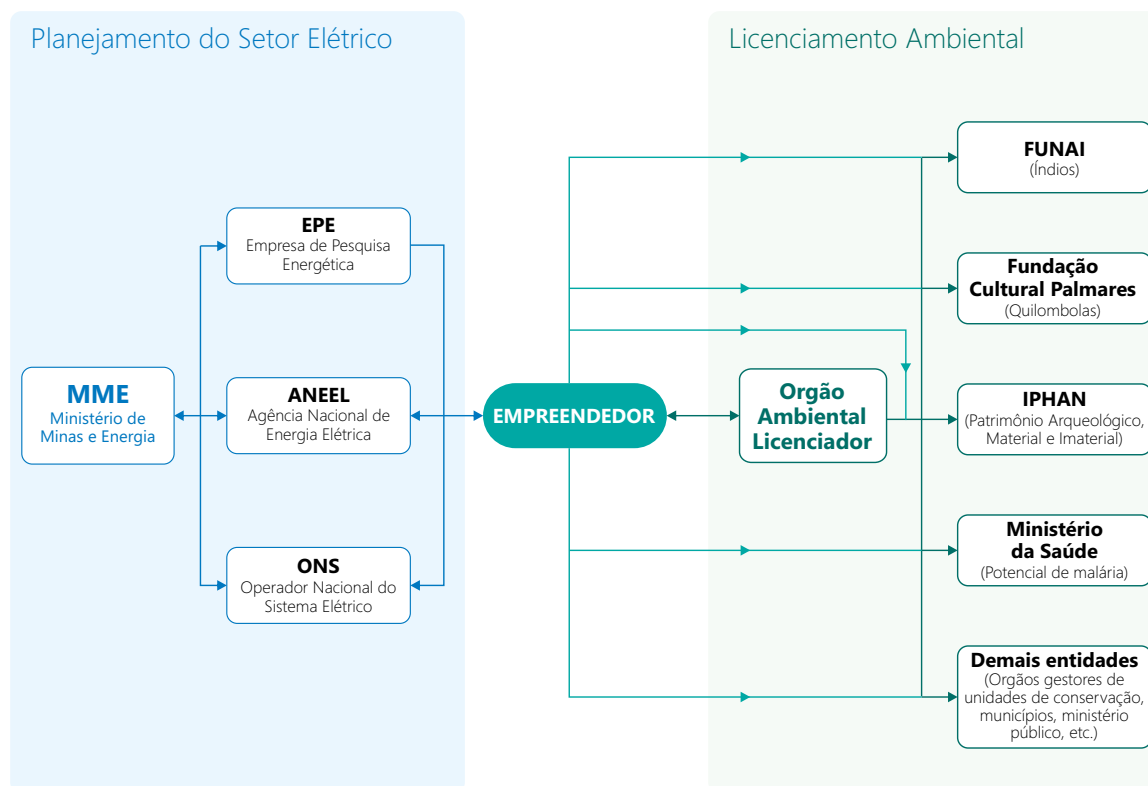 Planejamento do Setor Elétrico
Licenciamento Ambiental
MME
Ministério de
Minas e Energia
EPE
Empresa de Pesquisa
Energética
ANEEL
Agência Nacional de
Energia Elétrica
ONS
Operador Nacional do
Sistema Elétrico
EMPREENDEDOR
Orgão
Ambiental
Licenciador
FUNAI
(Índios)
Fundação
Cultural Palmares
(Quilombolas)
IPHAN
(Patrimônio Arqueológico,
Material e Imaterial)
Ministério
da Saúde
(Potencial de malária)
Demais entidades
(Orgãos gestores de
unidades de conservação,
municípios, ministério
público, etc.)